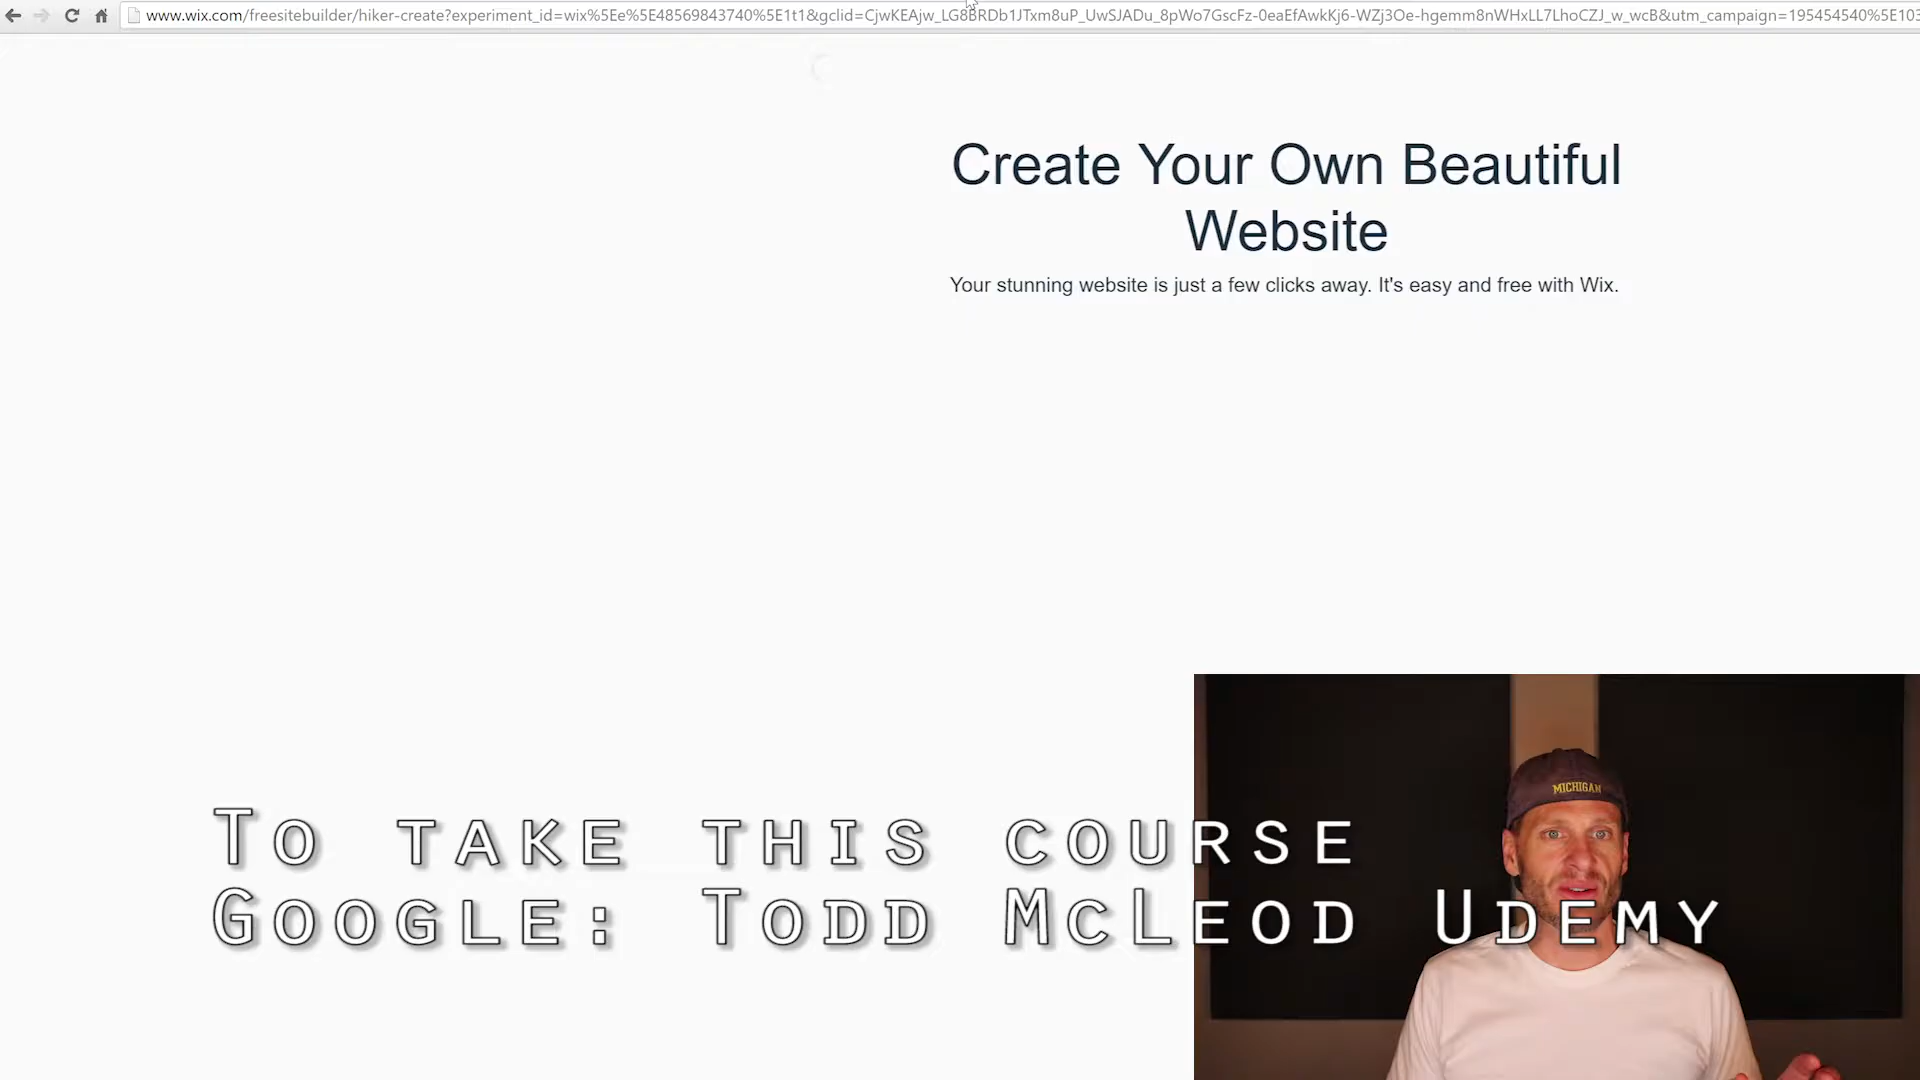 www.wix.com/freesitebuilder/hiker-create?experiment_id=wix%5Ee%5E48569843740%5E1t1&gclid=CjwKEAjw_LG8BRDb1JTxm8uP_UwSJADu_8pWo7GscFz-0eaEfAwkKj6-WZj3Oe-hgemm8nWHxLL7LhoCZJ_w_wcB&utm_campaign=195454540%5E103
Create Your Own Beautiful
Website
Your stunning website is just a few clicks away. It's easy and free with Wix.
MICHIGAN
To take this course
Google: Todd McLeod Udemy